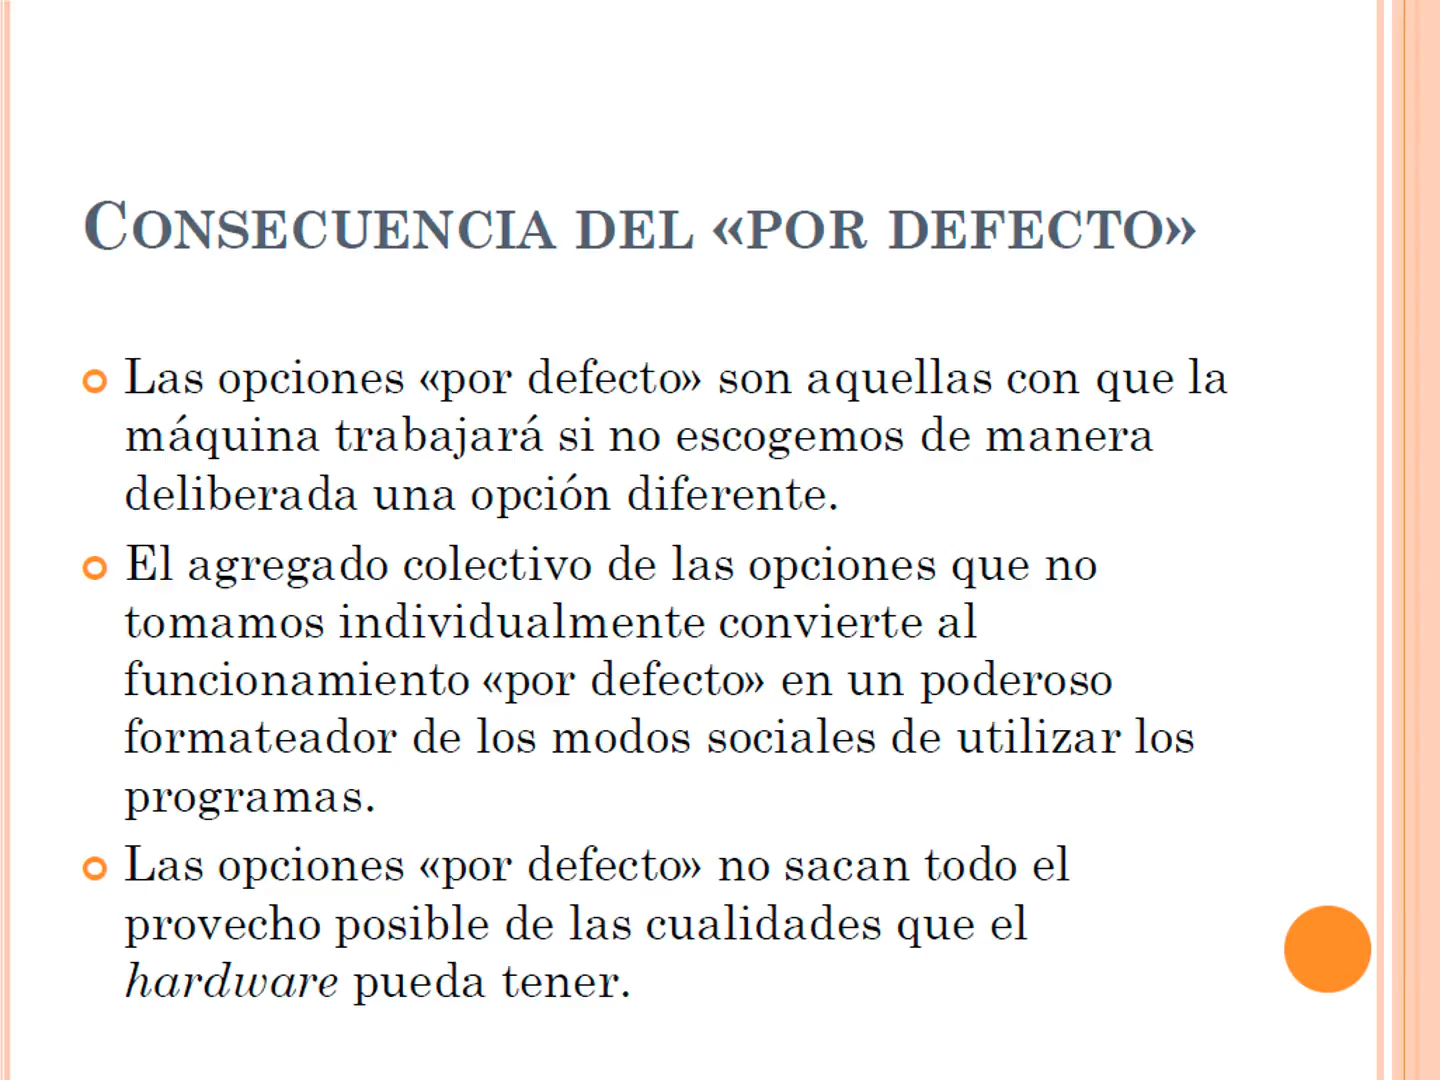 CONSECUENCIA DEL «POR DEFECTO»
Las opciones «por defecto» son aquellas con que la
máquina trabajará si no escogemos de manera
deliberada una opción diferente.
El agregado colectivo de las opciones que no
tomamos individualmente convierte al
funcionamiento «por defecto» en un poderoso
formateador de los modos sociales de utilizar los
programas.
Las opciones «por defecto» no sacan todo el
provecho posible de las cualidades que el
hardware pueda tener.